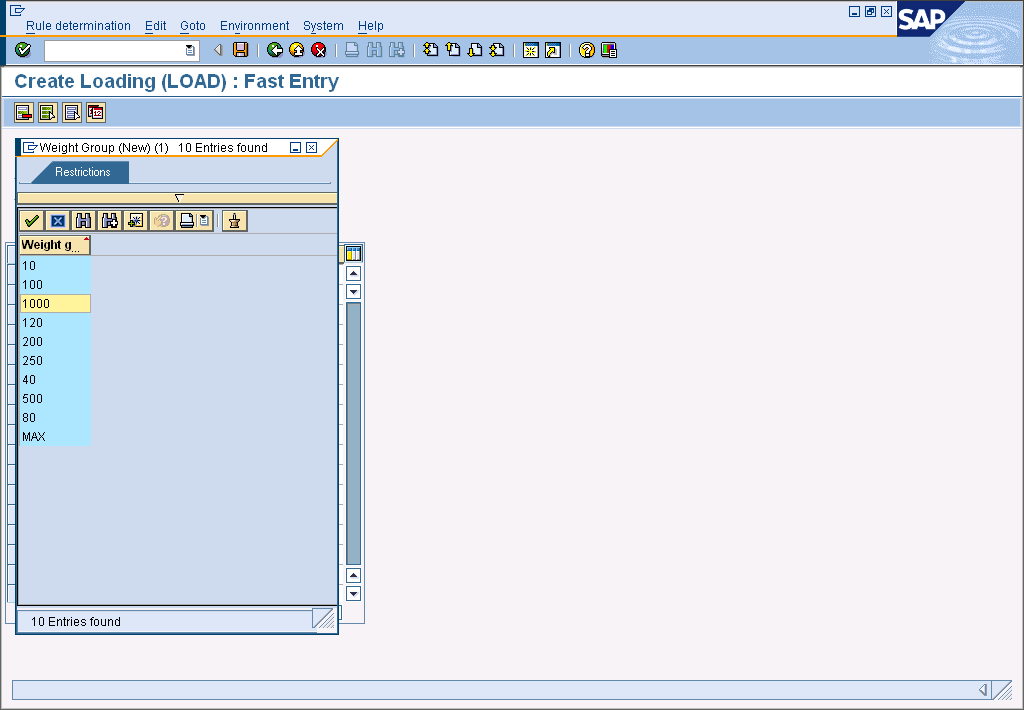 Rule determination Edit Goto Environment System Help
SAP
Create Loading (LOAD) : Fast Entry
12
Weight Group (New) (1) 10 Entries found
Restrictions
Weight g...
10
100
1000
120
200
250
40
500
80
MAX
10 Entries found